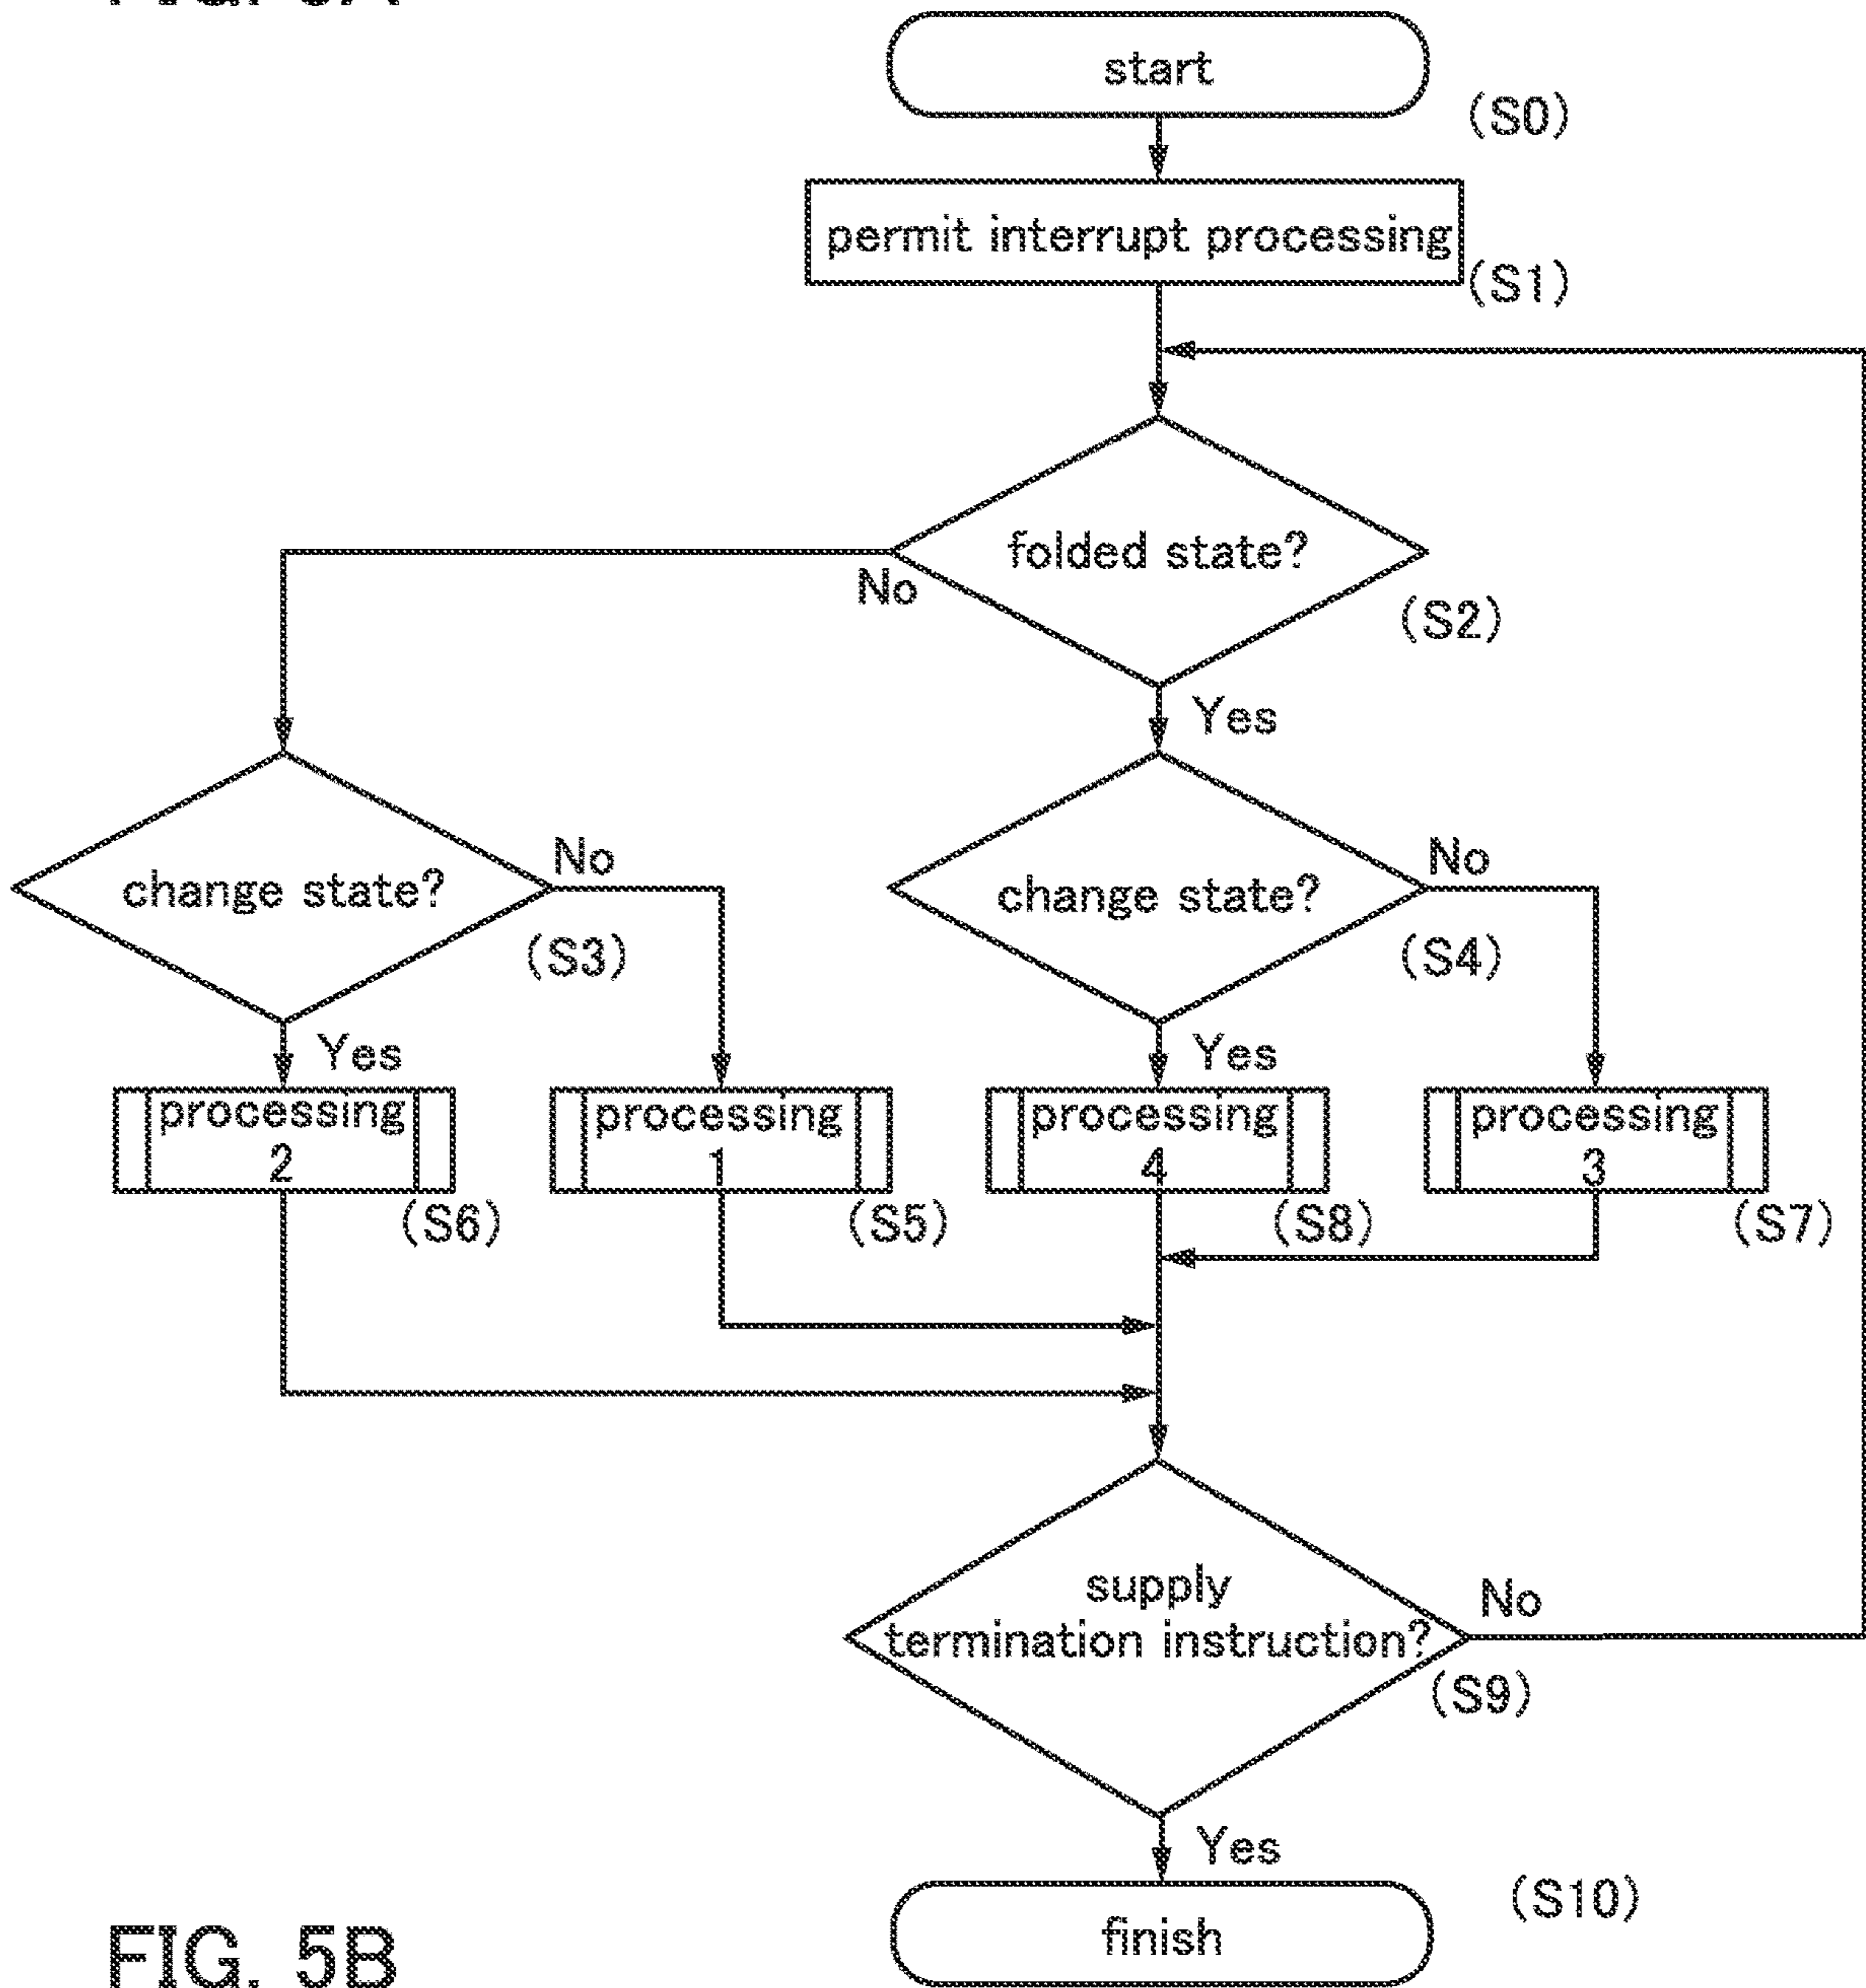 start
(S0)
permit interrupt processing
(S1)
folded state?
No
(S2)
Yes
change state?
No
(S3)
Yes
change state?
No
(S4)
Yes
processing
2
(S6)
processing
1
(S5)
processing
4
(S8)
processing
3
(S7)
supply
termination instruction?
No
(S9)
Yes
finish
(S10)
FIG. 5B